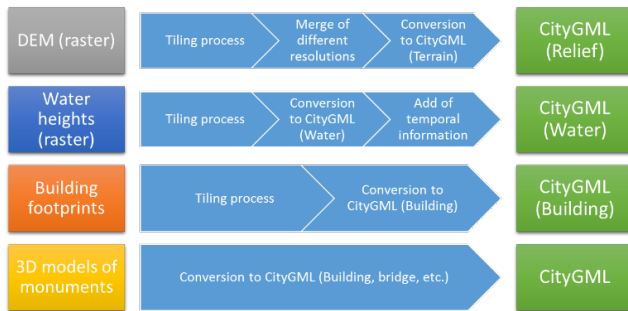 DEM (raster)
Tiling process
Merge of
different
resolutions
Conversion
to CityGML
(Terrain)
CityGML
(Relief)
Water
heights
(raster)
Tiling process
Conversion
to CityGML
(Water)
Add of
temporal
information
CityGML
(Water)
Building
footprints
Tiling process
Conversion to
CityGML (Building)
CityGML
(Building)
3D models of
monuments
Conversion to CityGML (Building, bridge, etc.)
CityGML